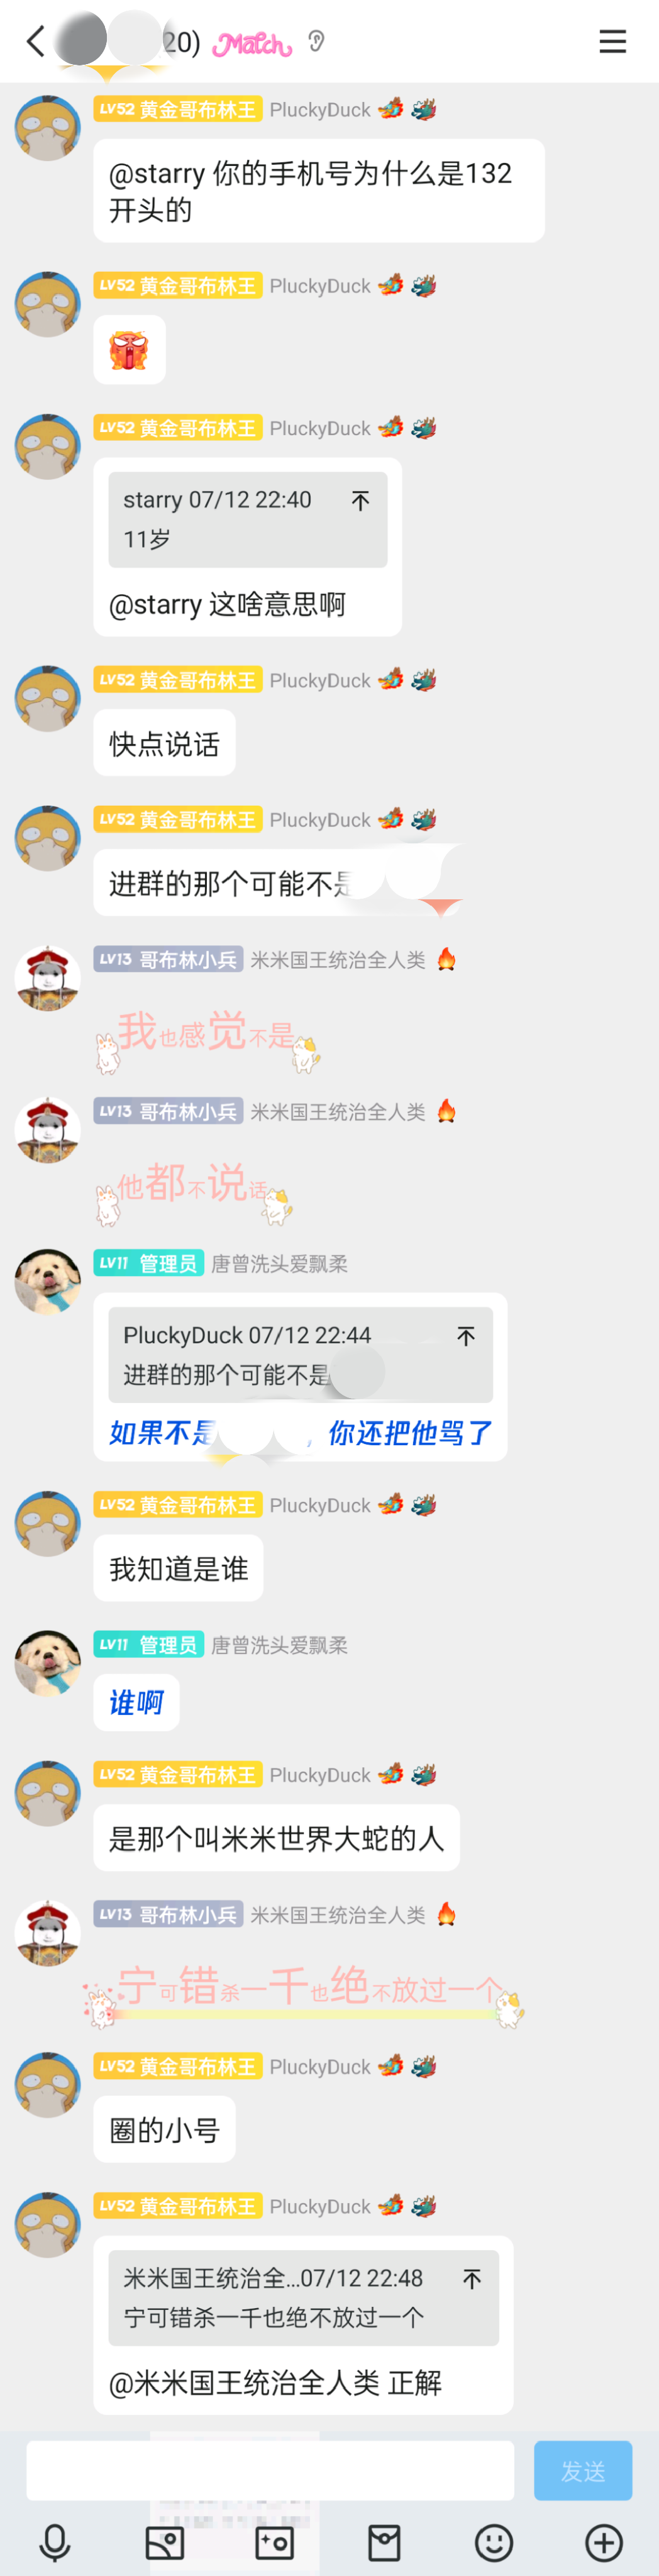 20) Match
LV52 黄金哥布林王 PluckyDuck
@starry 你的手机号为什么是132
开头的
LV52 黄金哥布林王 PluckyDuck
LV52 黄金哥布林王 PluckyDuck
starry 07/12 22:40
11岁
@starry 这啥意思啊
LV52 黄金哥布林王 PluckyDuck
快点说话
LV52 黄金哥布林王 PluckyDuck
进群的那个可能不是
LV13 哥布林小兵 米米国王统治全人类
我也感觉不是
LV13 哥布林小兵 米米国王统治全人类
他都不说话
LV11 管理员 唐曾洗头爱飘柔
PluckyDuck 07/12 22:44
进群的那个可能不是
如果不是 ，你还把他骂了
LV52 黄金哥布林王 PluckyDuck
我知道是谁
LV11 管理员 唐曾洗头爱飘柔
谁啊
LV52 黄金哥布林王 PluckyDuck
是那个叫米米世界大蛇的人
LV13 哥布林小兵 米米国王统治全人类
宁可错杀一千也绝不放过一个
LV52 黄金哥布林王 PluckyDuck
圈的小号
LV52 黄金哥布林王 PluckyDuck
米米国王统治全...07/12 22:48
宁可错杀一千也绝不放过一个
@米米国王统治全人类 正解
发送